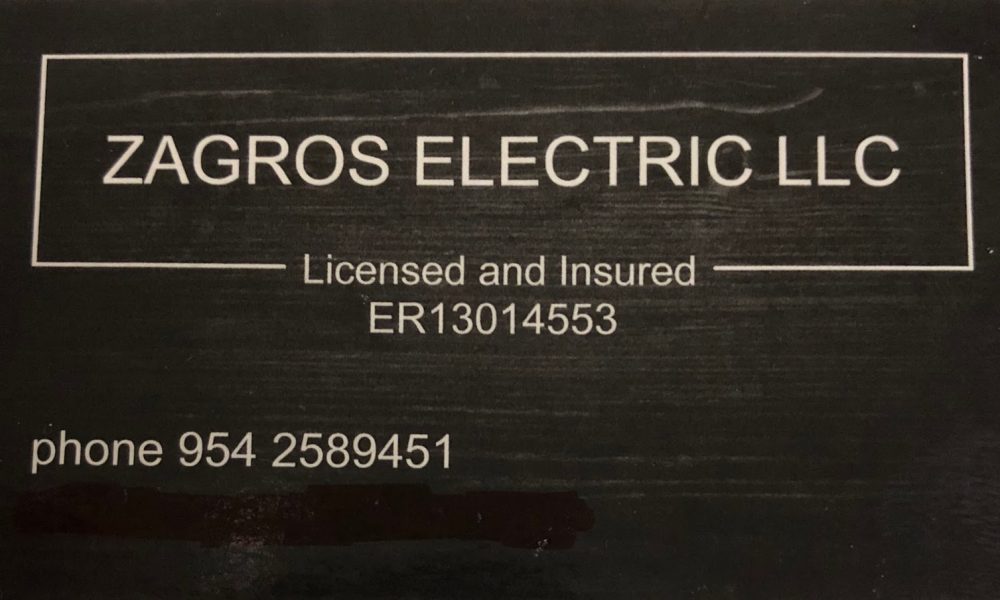 ZAGROS ELECTRIC LLC
Licensed and Insured
ER13014553
phone 954 2589451